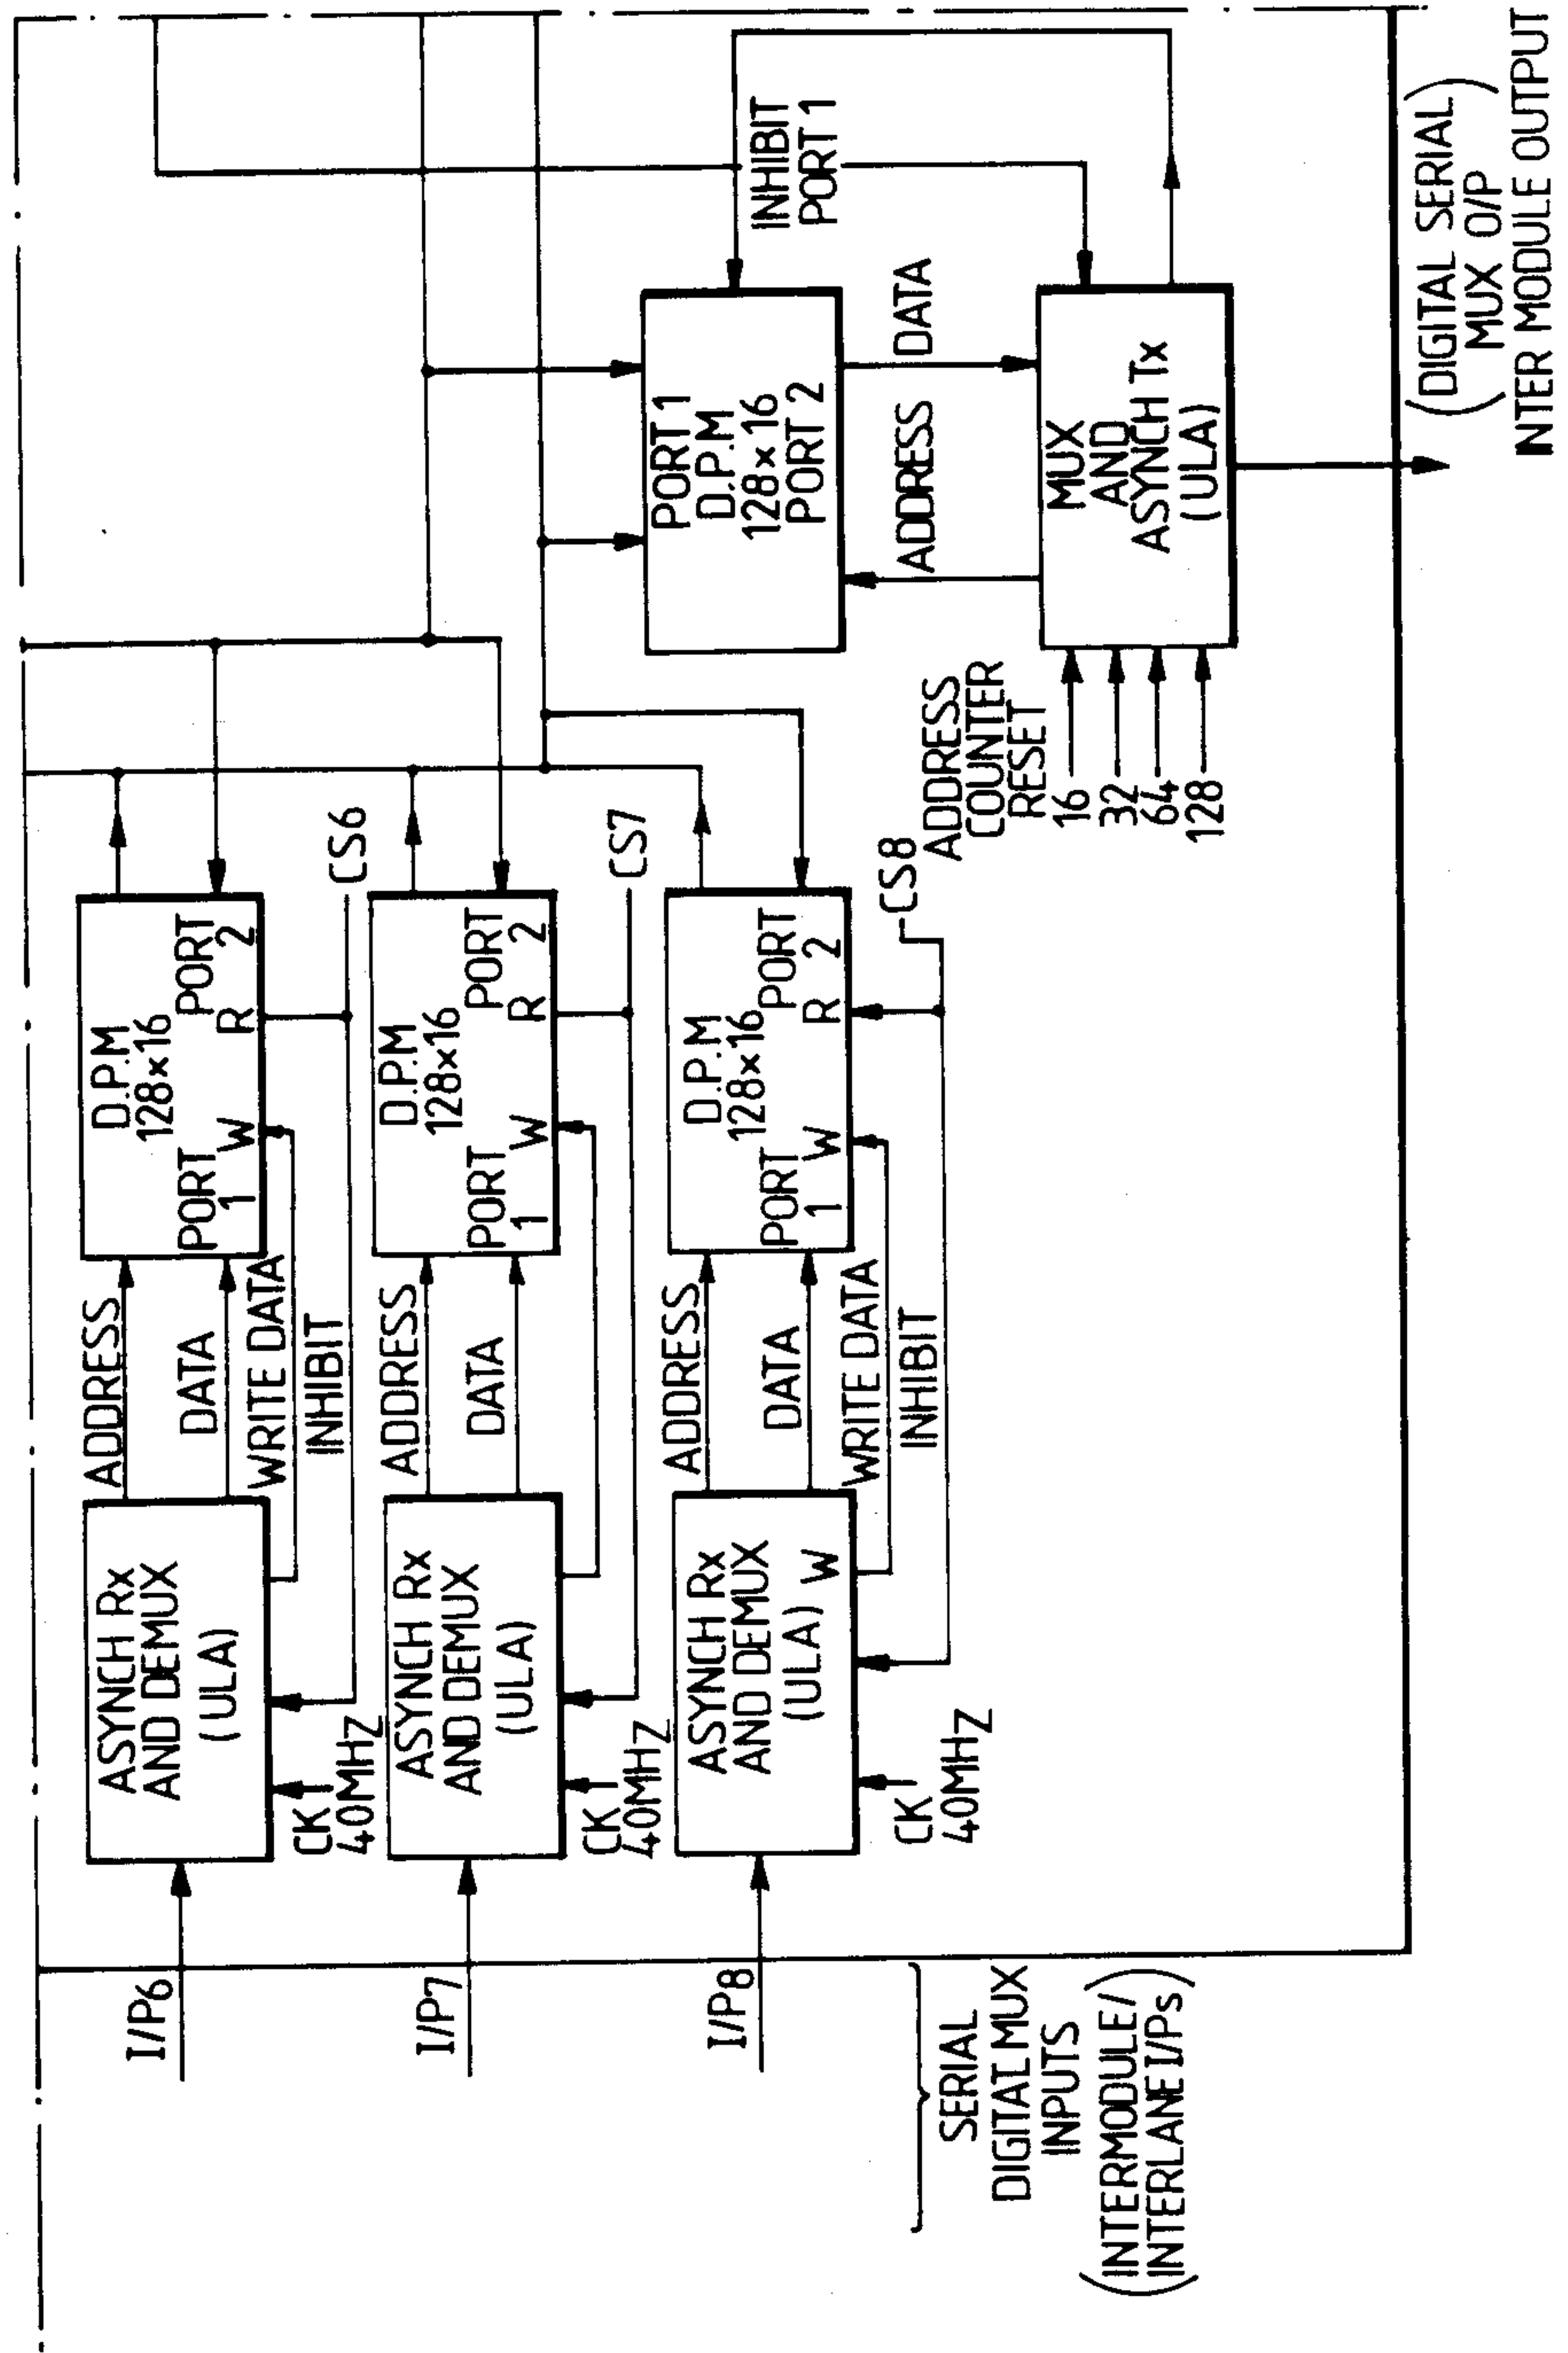 I/P6
ASYNCH Rx
AND DEMUX
(ULA)
CK
40MHZ
ADDRESS
DATA
WRITE DATA
INHIBIT
D.P.M
128×16
PORT
1
W
R
PORT
2
CS6
I/P7
ASYNCH Rx
AND DEMUX
(ULA)
CK
40MHZ
ADDRESS
DATA
D.P.M
128×16
PORT
1
W
R
PORT
2
CS7
I/P8
ASYNCH Rx
AND DEMUX
(ULA) W
CK
40MHZ
ADDRESS
DATA
WRITE DATA
INHIBIT
D.P.M
128×16
PORT
1
W
R
PORT
2
CS8
SERIAL
DIGITAL MUX
INPUTS
(INTERMODULE/
INTERLANE I/Ps)
PORT 1
D.P.M
128×16
PORT 2
INHIBIT
PORT 1
ADDRESS
DATA
ADDRESS
COUNTER
RESET
16
32
64
128
MUX
AND
ASYNCH Tx
(ULA)
(DIGITAL SERIAL
MUX O/P)
INTER MODULE OUTPUT